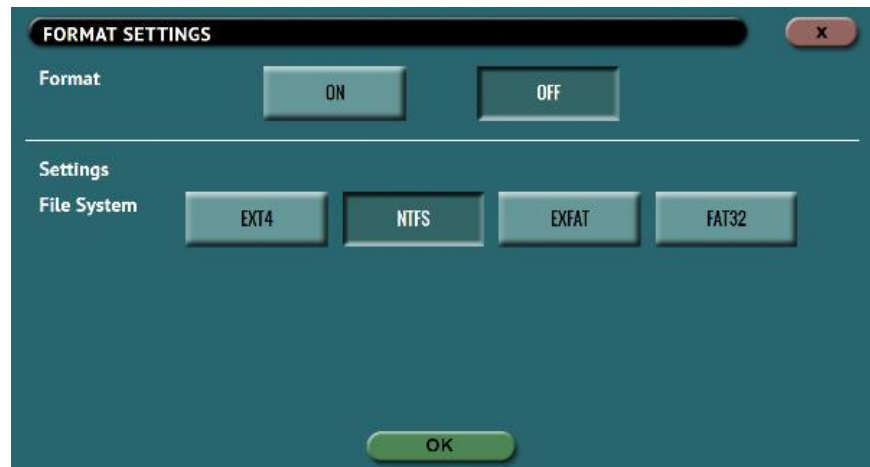 FORMAT SETTINGS X
Format ON OFF
Settings
File System EXT4 NTFS EXFAT FAT32
OK